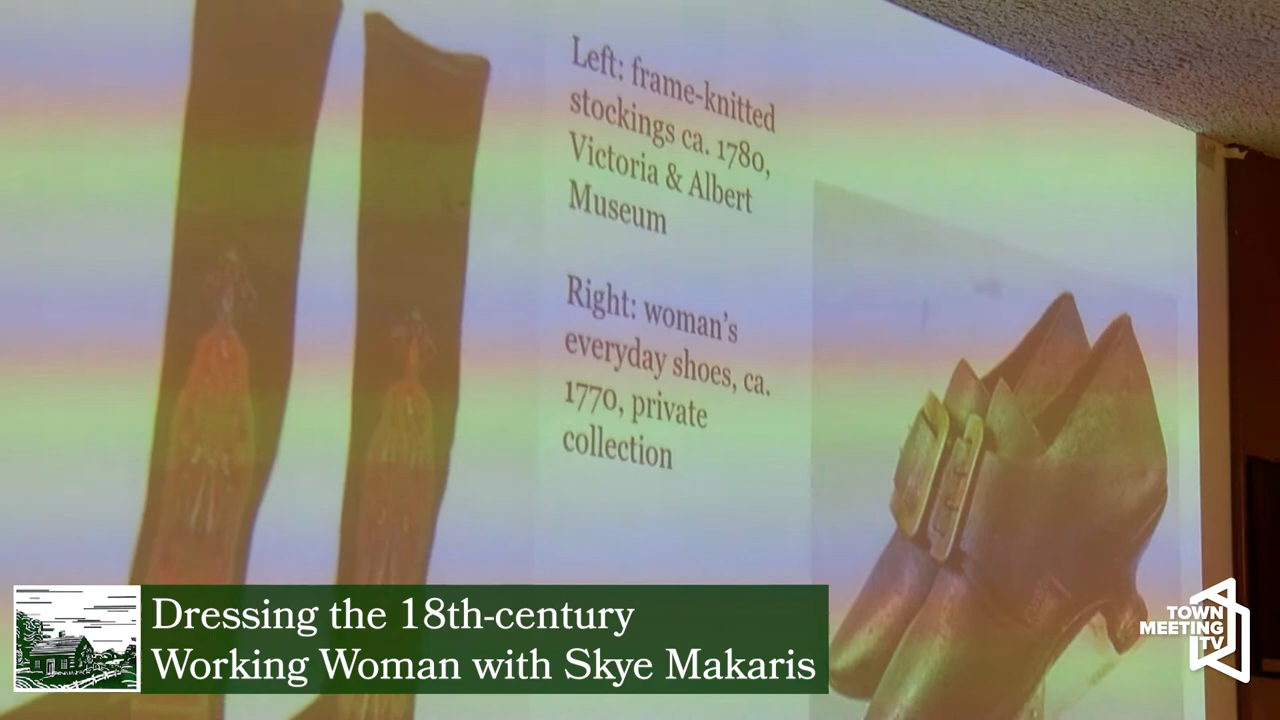 Left: frame-knitted
stockings ca. 1780,
Victoria & Albert
Museum
Right: woman’s
everyday shoes, ca.
1770, private
collection
Dressing the 18th-century
Working Woman with Skye Makaris
TOWN
MEETING
TV